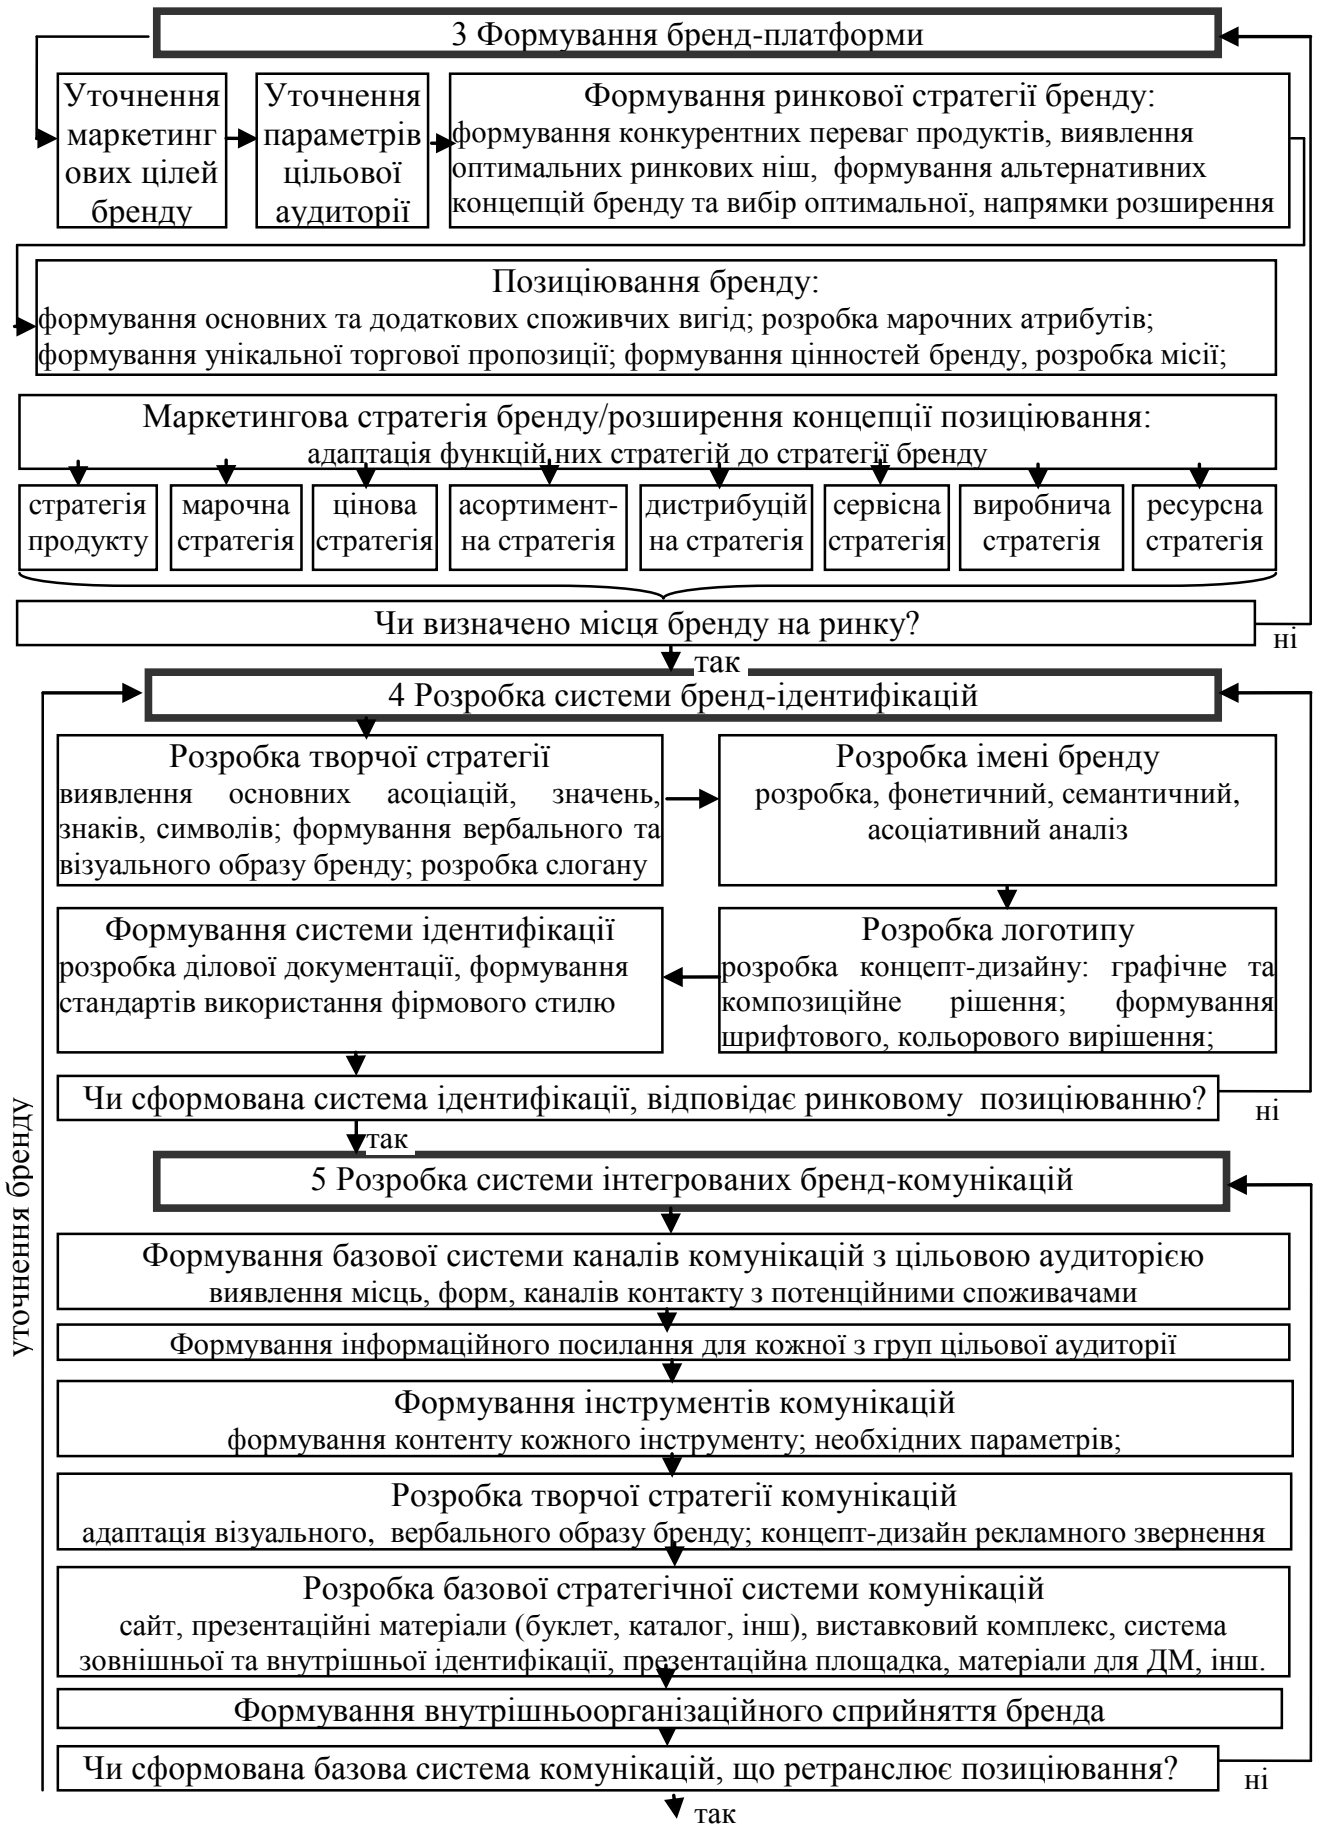 3 Формування бренд-платформи
Уточнення
маркетинг
ових цілей
бренду
Уточнення
параметрів
цільової
аудиторії
Формування ринкової стратегії бренду:
формування конкурентних переваг продуктів, виявлення
оптимальних ринкових ніш, формування альтернативних
концепцій бренду та вибір оптимальної, напрямки розширення
Позиціювання бренду:
формування основних та додаткових споживчих вигід; розробка марочних атрибутів;
формування унікальної торгової пропозиції; формування цінностей бренду, розробка місії;
Маркетингова стратегія бренду/розширення концепції позиціювання:
адаптація функцій них стратегій до стратегії бренду
стратегія
продукту
марочна
стратегія
цінова
стратегія
асортимент-
на стратегія
дистрибуцій
на стратегія
сервісна
стратегія
виробнича
стратегія
ресурсна
стратегія
Чи визначено місця бренду на ринку?
ні
так
4 Розробка системи бренд-ідентифікацій
Розробка творчої стратегії
виявлення основних асоціацій, значень,
знаків, символів; формування вербального та
візуального образу бренду; розробка слогану
Розробка імені бренду
розробка, фонетичний, семантичний,
асоціативний аналіз
Формування системи ідентифікації
розробка ділової документації, формування
стандартів використання фірмового стилю
Розробка логотипу
розробка концепт-дизайну: графічне та
композиційне рішення; формування
шрифтового, кольорового вирішення;
Чи сформована система ідентифікації, відповідає ринковому позиціюванню?
ні
так
уточнення бренду
5 Розробка системи інтегрованих бренд-комунікацій
Формування базової системи каналів комунікацій з цільовою аудиторією
виявлення місць, форм, каналів контакту з потенційними споживачами
Формування інформаційного посилання для кожної з груп цільової аудиторії
Формування інструментів комунікацій
формування контенту кожного інструменту; необхідних параметрів;
Розробка творчої стратегії комунікацій
адаптація візуального, вербального образу бренду; концепт-дизайн рекламного звернення
Розробка базової стратегічної системи комунікацій
сайт, презентаційні матеріали (буклет, каталог, інш), виставковий комплекс, система
зовнішньої та внутрішньої ідентифікації, презентаційна площадка, матеріали для ДМ, інш.
Формування внутрішньоорганізаційного сприйняття бренда
Чи сформована базова система комунікацій, що ретранслює позиціювання?
ні
так